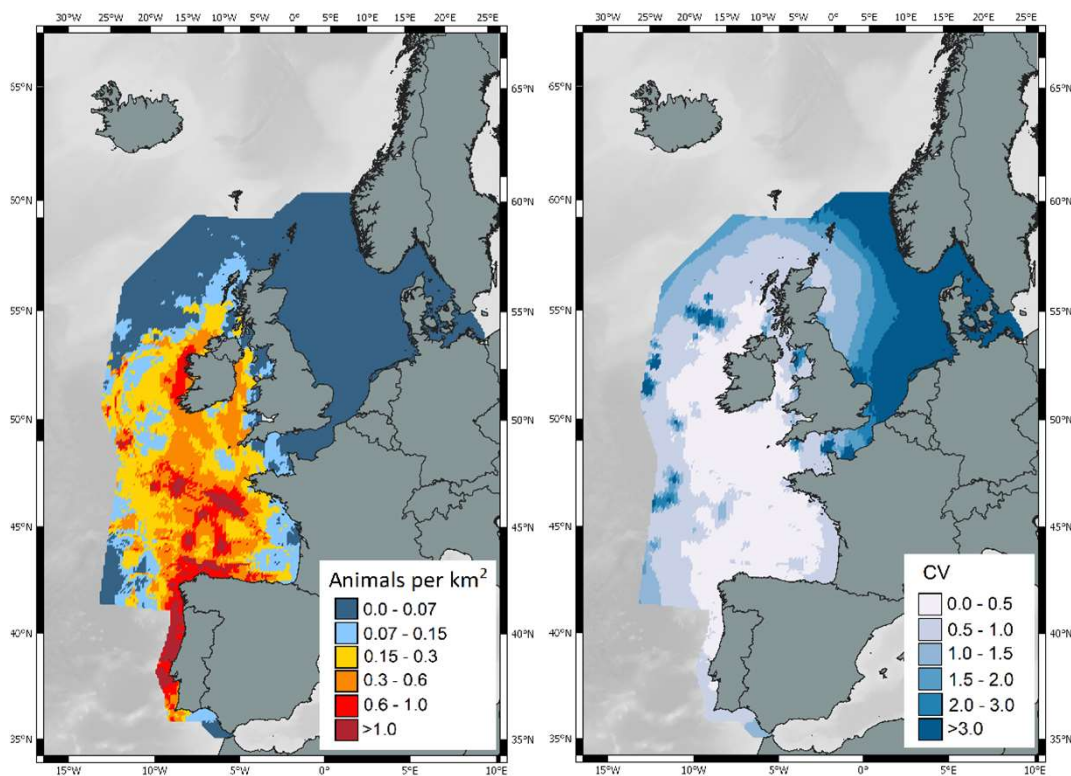 30°W 25°W 20°W 15°W 10°W 5°W 0° 5°E 10°E 15°E 20°E 25°E
65°N 65°N
60°N 60°N
55°N 55°N
50°N 50°N
45°N 45°N
40°N 40°N
35°N 35°N
Animals per km²
0.0 - 0.07
0.07 - 0.15
0.15 - 0.3
0.3 - 0.6
0.6 - 1.0
>1.0
15°W 10°W 5°W 0° 5°E 10°E
30°W 25°W 20°W 15°W 10°W 5°W 0° 5°E 10°E 15°E 20°E 25°E
65°N 65°N
60°N 60°N
55°N 55°N
50°N 50°N
45°N 45°N
40°N 40°N
35°N 35°N
CV
0.0 - 0.5
0.5 - 1.0
1.0 - 1.5
1.5 - 2.0
2.0 - 3.0
>3.0
15°W 10°W 5°W 0° 5°E 10°E